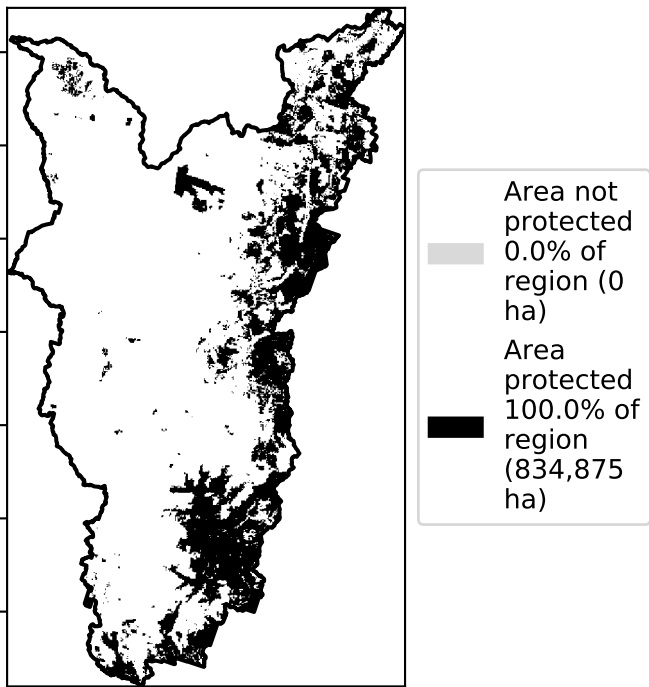 Area not
protected
0.0% of
region (0
ha)
Area
protected
100.0% of
region
(834,875
ha)